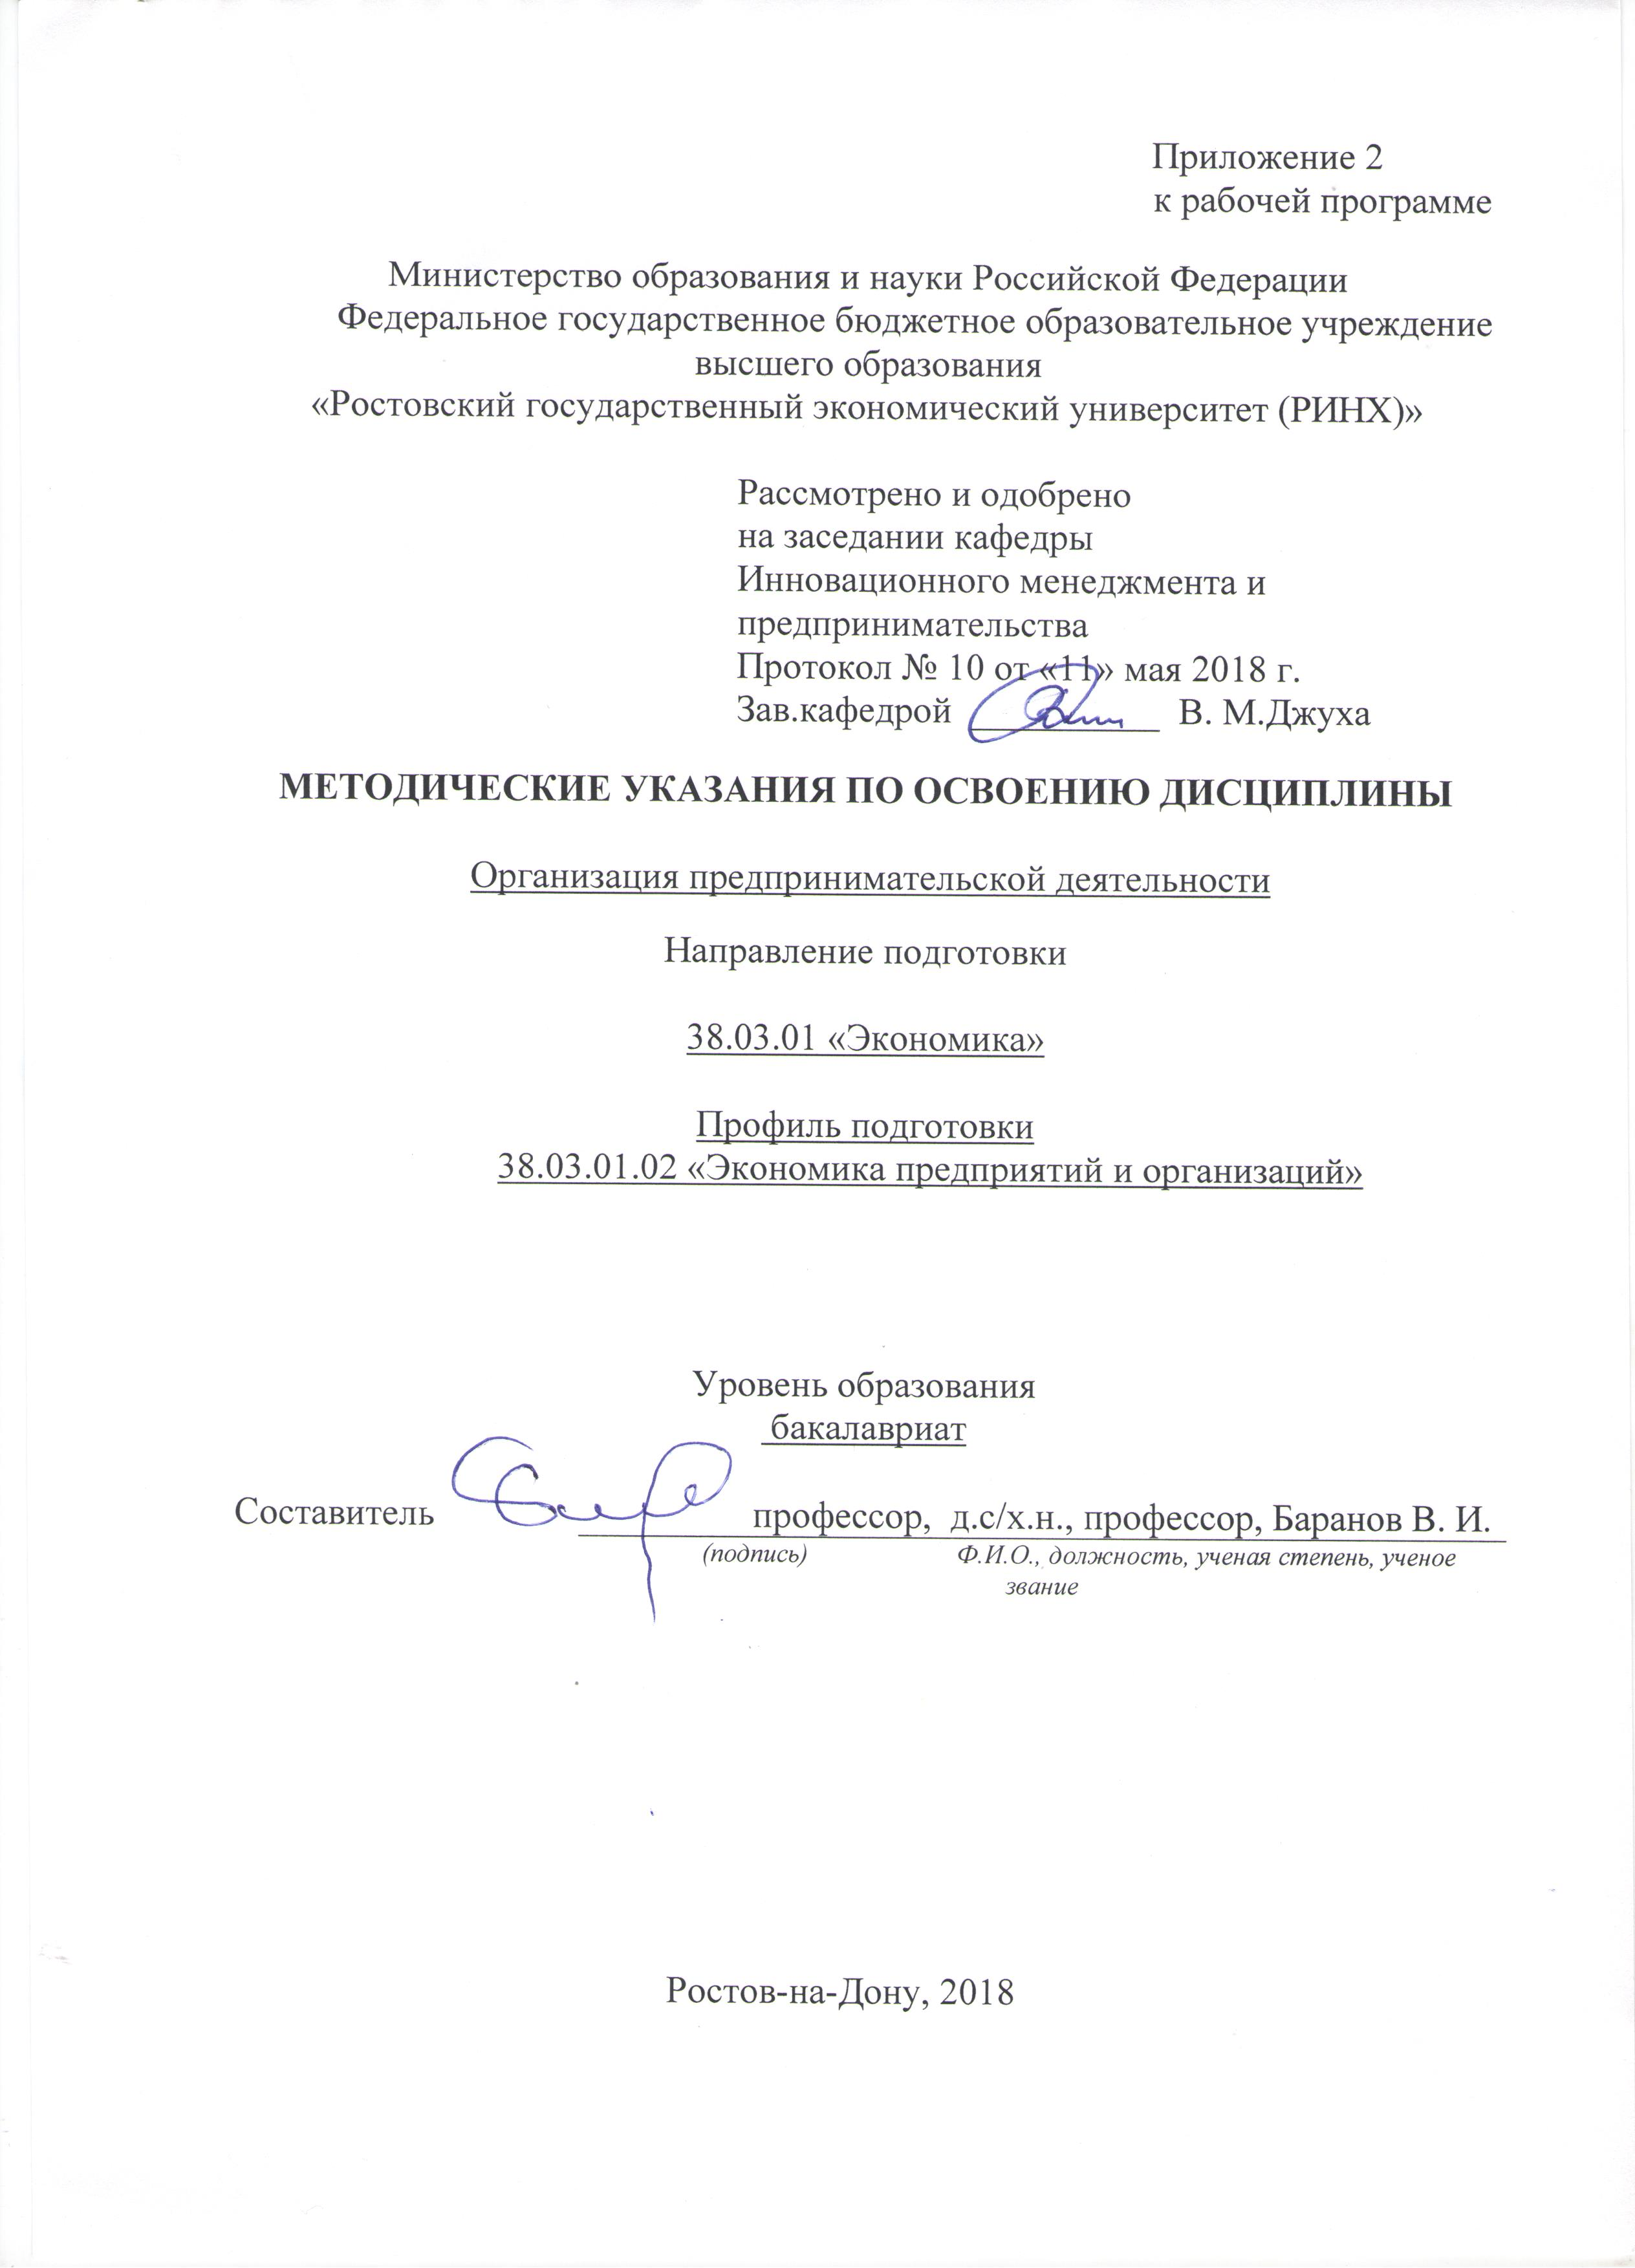 Приложение 2
к рабочей программе
Министерство образования и науки Российской Федерации
Федеральное государственное бюджетное образовательное учреждение
высшего образования
«Ростовский государственный экономический университет (РИНХ)»
Рассмотрено и одобрено
на заседании кафедры
Инновационного менеджмента и
предпринимательства
Протокол № 10 от «11» мая 2018 г.
Зав.кафедрой В. М.Джуха
МЕТОДИЧЕСКИЕ УКАЗАНИЯ ПО ОСВОЕНИЮ ДИСЦИПЛИНЫ
Организация предпринимательской деятельности
Направление подготовки
38.03.01 «Экономика»
Профиль подготовки
38.03.01.02 «Экономика предприятий и организаций»
Уровень образования
бакалавриат
Составитель профессор, д.с/х.н., профессор, Баранов В. И.
(подпись) Ф.И.О., должность, ученая степень, ученое
звание
Ростов-на-Дону, 2018